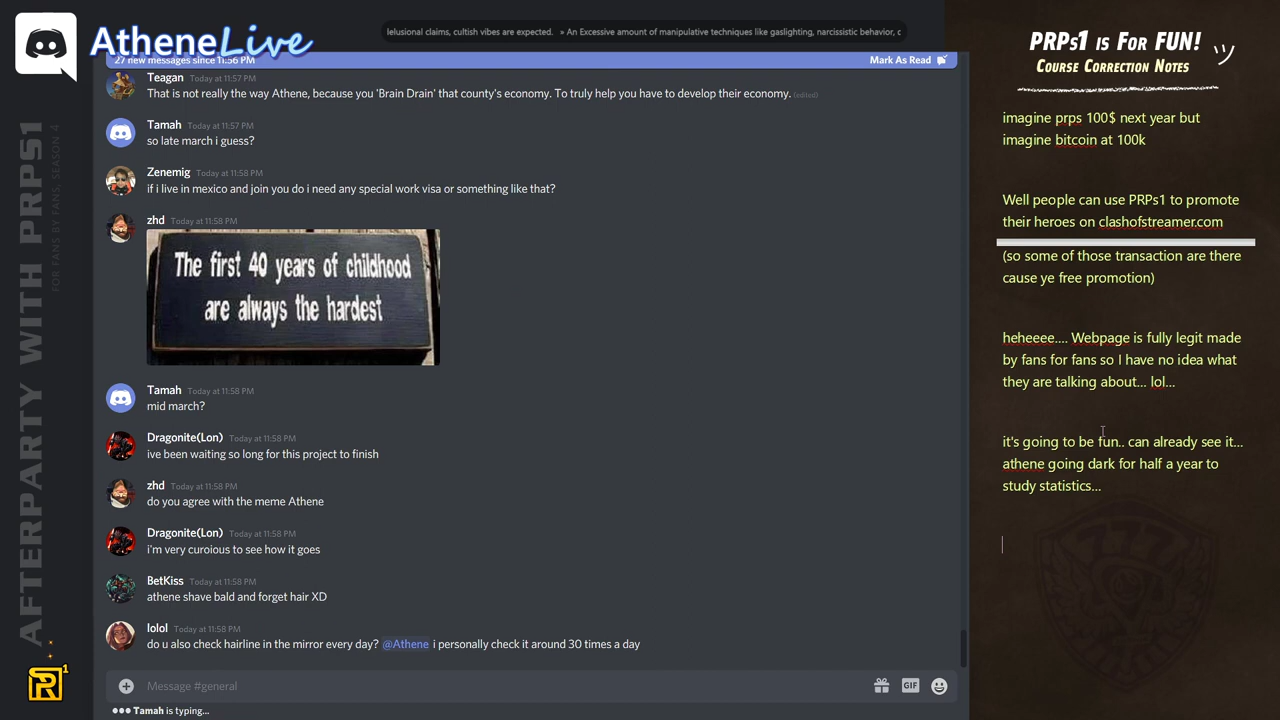 AtheneLive
lelusional claims, cultish vibes are expected.   » An Excessive amount of manipulative techniques like gaslighting, narcissistic behavior, c
27 new messages since 11:56 PM
Mark As Read
Teagan Today at 11:57 PM
That is not really the way Athene, because you 'Brain Drain' that county's economy. To truly help you have to develop their economy. (edited)
Tamah Today at 11:57 PM
so late march i guess?
Zenemig Today at 11:58 PM
if i live in mexico and join you do i need any special work visa or something like that?
zhd Today at 11:58 PM
The first 40 years of childhood
are always the hardest
Tamah Today at 11:58 PM
mid march?
Dragonite(Lon) Today at 11:58 PM
ive been waiting so long for this project to finish
zhd Today at 11:58 PM
do you agree with the meme Athene
Dragonite(Lon) Today at 11:58 PM
i'm very curoious to see how it goes
BetKiss Today at 11:58 PM
athene shave bald and forget hair XD
lolol Today at 11:58 PM
do u also check hairline in the mirror every day? @Athene i personally check it around 30 times a day
Message #general
GIF
Tamah is typing...
AFTERPARTY WITH PRPS1
FOR FANS BY FANS, SEASON 4
R1
PRPs1 is For FUN!
Course Correction Notes
ツ
imagine prps 100$ next year but
imagine bitcoin at 100k
Well people can use PRPs1 to promote
their heroes on clashofstreamer.com
(so some of those transaction are there
cause ye free promotion)
heheeee.... Webpage is fully legit made
by fans for fans so I have no idea what
they are talking about... lol...
it's going to be fun.. can already see it...
athene going dark for half a year to
study statistics...
777